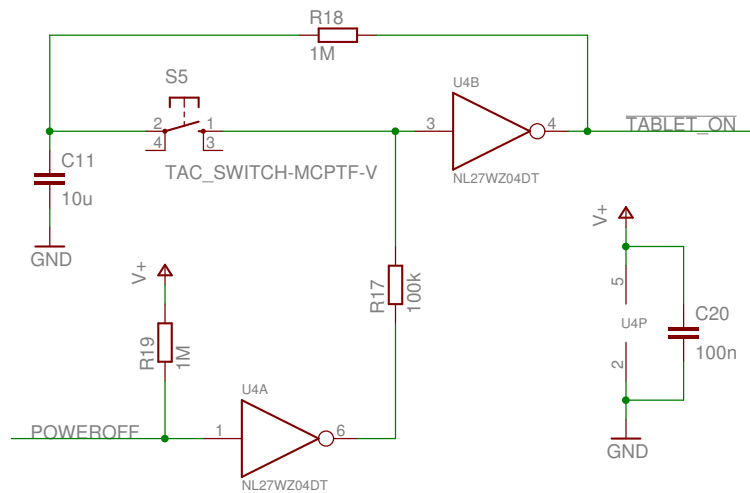 R18
1M
S5
U4B
2
1
3
4
TABLET_ON
4
3
C11
TAC_SWITCH-MCPTF-V
NL27WZ04DT
10u
V+
GND
V+
R17
100k
5
C20
U4P
R19
1M
100n
2
U4A
POWEROFF
1
6
GND
NL27WZ04DT